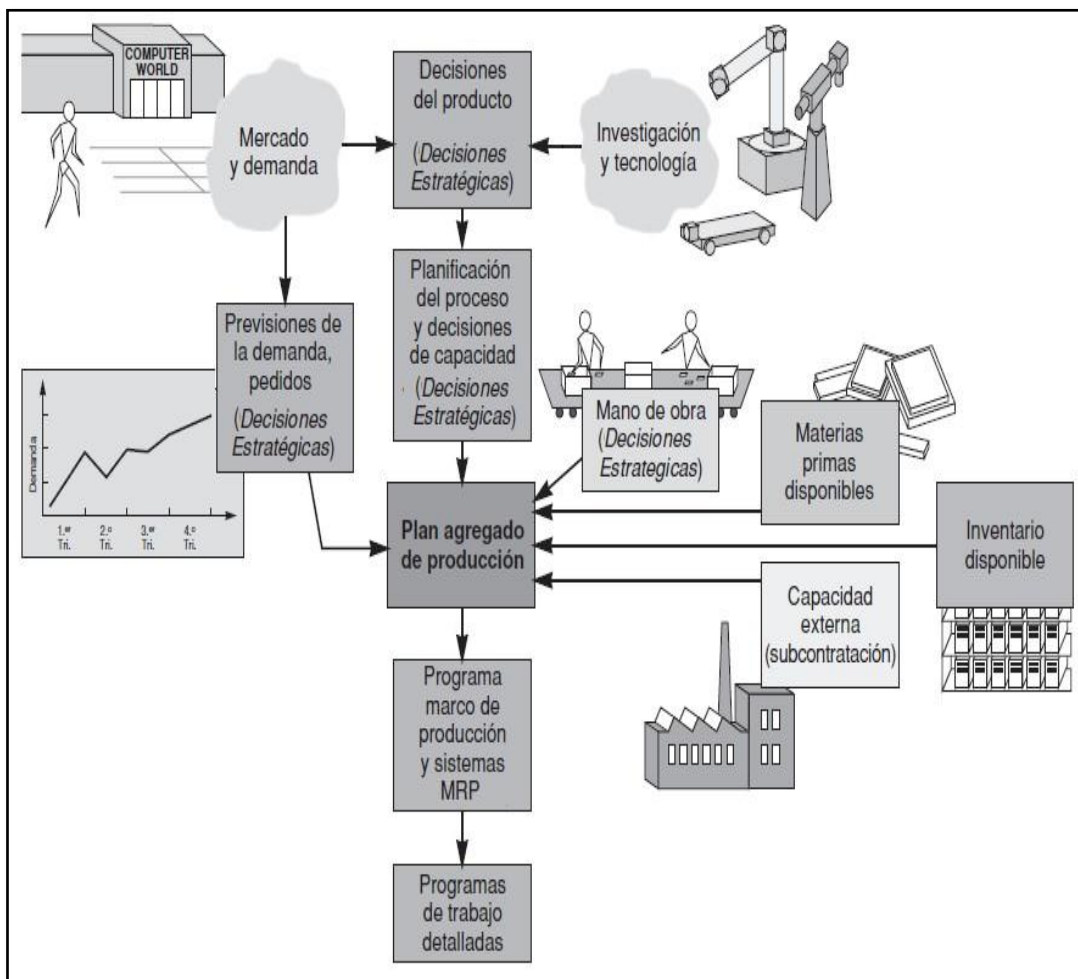 COMPUTER
WORLD
Mercado
y demanda
Decisiones
del producto
(Decisiones
Estratégicas)
Investigación
y tecnología
Previsiones de
la demanda,
pedidos
(Decisiones
Estratégicas)
Planificación
del proceso
y decisiones
de capacidad
(Decisiones
Estratégicas)
Demanda
1.er
Tri.
2.o
Tri.
3.er
Tri.
4.o
Tri.
Mano de obra
(Decisiones
Estrategicas)
Materias
primas
disponibles
Inventario
disponible
Plan agregado
de producción
Capacidad
externa
(subcontratación)
Programa
marco de
producción
y sistemas
MRP
Programas
de trabajo
detalladas